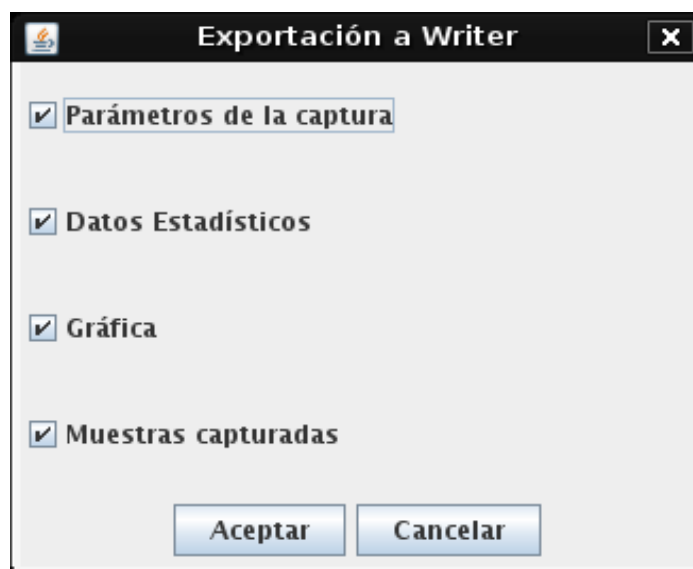 Exportación a Writer
Parámetros de la captura
Datos Estadísticos
Gráfica
Muestras capturadas
Aceptar Cancelar